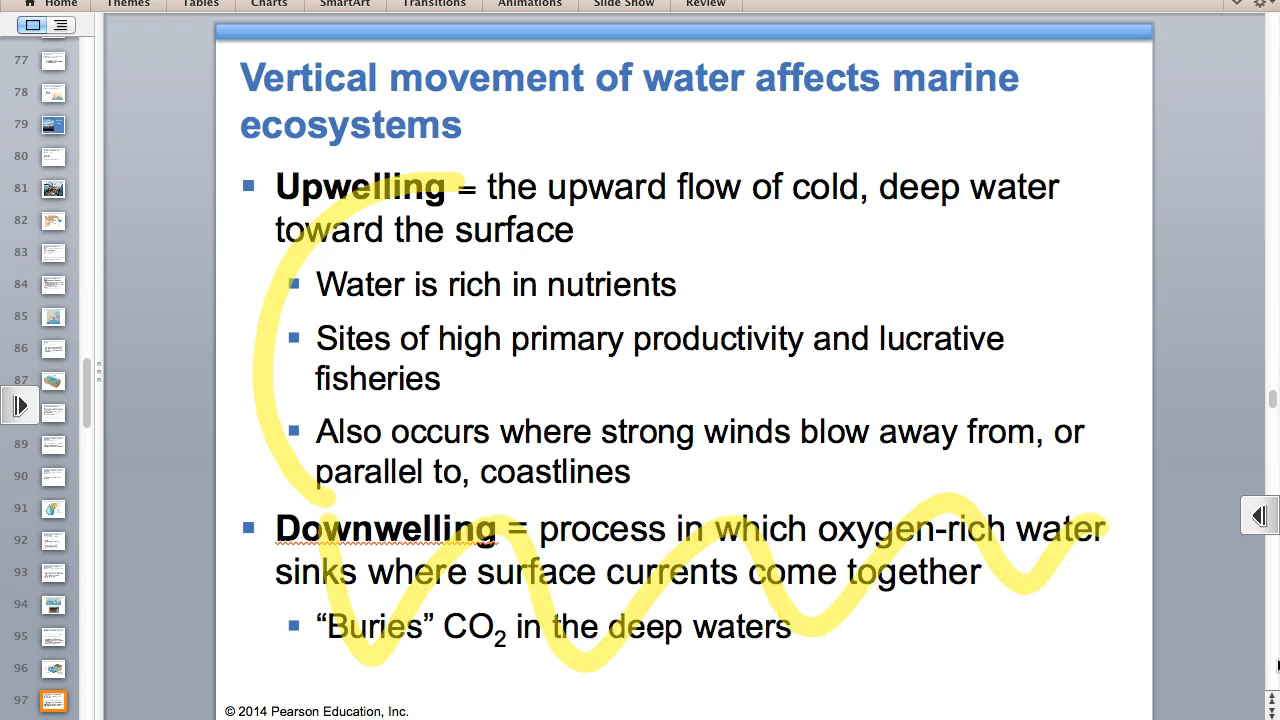 Home Themes Tables Charts SmartArt Transitions Animations Slide Show Review
77
78
79
80
81
82
83
84
85
86
87
89
90
91
92
93
94
95
96
97
Vertical movement of water affects marine
ecosystems
Upwelling = the upward flow of cold, deep water
toward the surface
Water is rich in nutrients
Sites of high primary productivity and lucrative
fisheries
Also occurs where strong winds blow away from, or
parallel to, coastlines
Downwelling = process in which oxygen-rich water
sinks where surface currents come together
“Buries” CO2 in the deep waters
© 2014 Pearson Education, Inc.